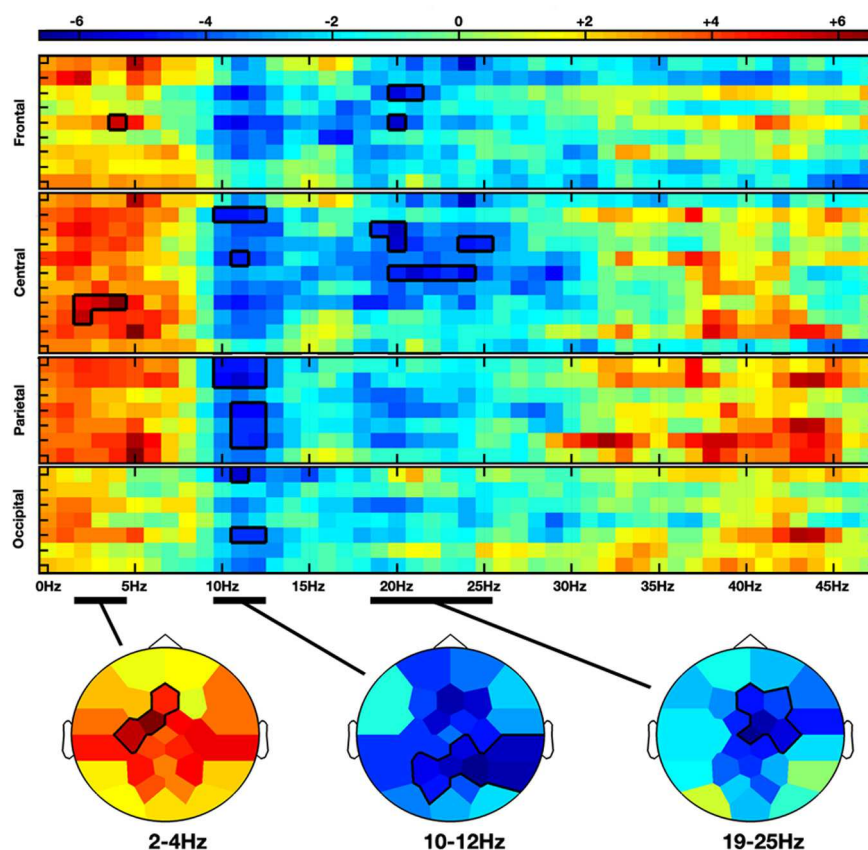 -6 -4 -2 0 +2 +4 +6
Frontal
Central
Parietal
Occipital
0Hz 5Hz 10Hz 15Hz 20Hz 25Hz 30Hz 35Hz 40Hz 45Hz
2-4Hz 10-12Hz 19-25Hz